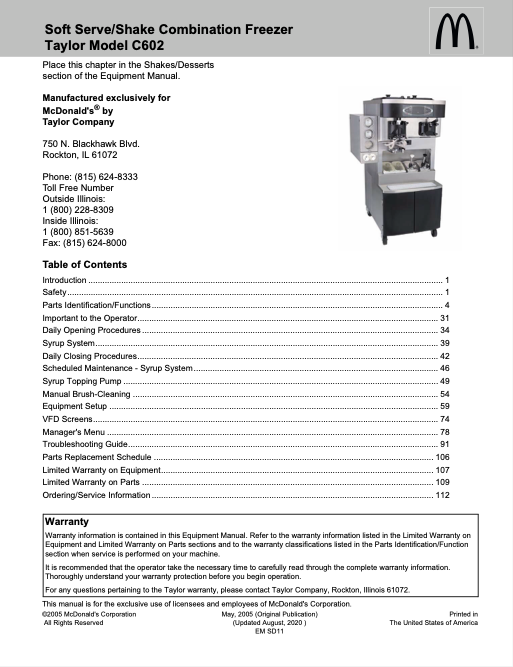 Soft Serve/Shake Combination Freezer
Taylor Model C602
Place this chapter in the Shakes/Desserts
section of the Equipment Manual.
Manufactured exclusively for
McDonald's® by
Taylor Company
750 N. Blackhawk Blvd.
Rockton, IL 61072
Phone: (815) 624-8333
Toll Free Number
Outside Illinois:
1 (800) 228-8309
Inside Illinois:
1 (800) 851-5639
Fax: (815) 624-8000
Table of Contents
Introduction ........ 1
Safety ........ 1
Parts Identification/Functions ........ 4
Important to the Operator ........ 31
Daily Opening Procedures ........ 34
Syrup System ........ 39
Daily Closing Procedures ........ 42
Scheduled Maintenance - Syrup System ........ 46
Syrup Topping Pump ........ 49
Manual Brush-Cleaning ........ 54
Equipment Setup ........ 59
VFD Screens ........ 74
Manager's Menu ........ 78
Troubleshooting Guide ........ 91
Parts Replacement Schedule ........ 106
Limited Warranty on Equipment ........ 107
Limited Warranty on Parts ........ 109
Ordering/Service Information ........ 112
Warranty
Warranty information is contained in this Equipment Manual. Refer to the warranty information listed in the Limited Warranty on
Equipment and Limited Warranty on Parts sections and to the warranty classifications listed in the Parts Identification/Function
section when service is performed on your machine.
It is recommended that the operator take the necessary time to carefully read through the complete warranty information.
Thoroughly understand your warranty protection before you begin operation.
For any questions pertaining to the Taylor warranty, please contact Taylor Company, Rockton, Illinois 61072.
This manual is for the exclusive use of licensees and employees of McDonald's Corporation.
©2005 McDonald's Corporation May, 2005 (Original Publication) Printed in
All Rights Reserved (Updated August, 2020 ) The United States of America
EM SD11